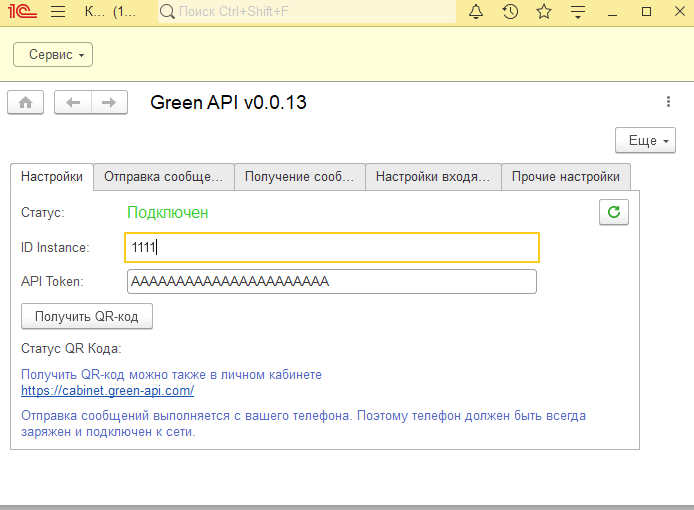 1С К... (1... Поиск Ctrl+Shift+F
Сервис
Green API v0.0.13
Еще
Настройки Отправка сообще... Получение сооб... Настройки входя... Прочие настройки
Статус: Подключен
ID Instance: 1111
API Token: AAAAAAAAAAAAAAAAAAAAAA
Получить QR-код
Статус QR Кода:
Получить QR-код можно также в личном кабинете
https://cabinet.green-api.com/
Отправка сообщений выполняется с вашего телефона. Поэтому телефон должен быть всегда
заряжен и подключен к сети.